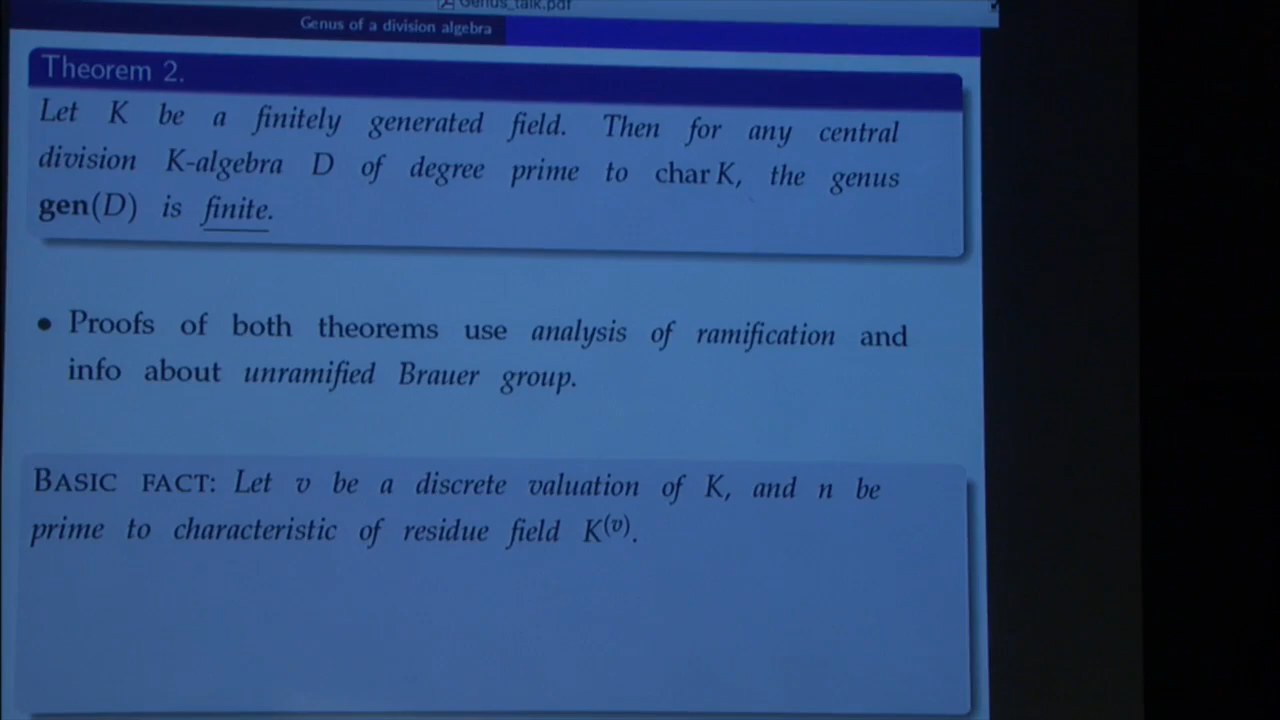 Genus_talk.pdf
Genus of a division algebra
Theorem 2.
Let K be a finitely generated field. Then for any central
division K-algebra D of degree prime to char K, the genus
gen(D) is finite.
• Proofs of both theorems use analysis of ramification and
info about unramified Brauer group.
BASIC FACT: Let v be a discrete valuation of K, and n be
prime to characteristic of residue field K⁽ᵛ⁾.